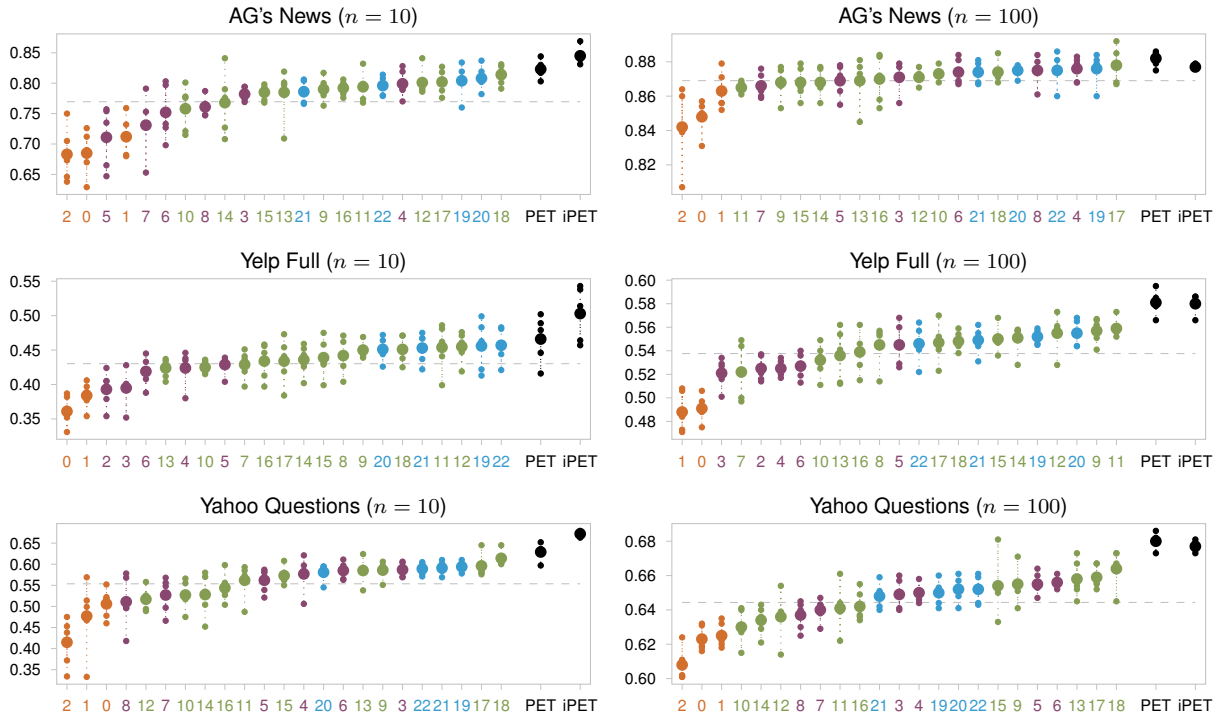 AG's News (n = 10)
0.85
0.80
0.75
0.70
0.65
2 0 5 1 7 6 10 8 3 15 14 13 21 9 16 11 22 4 12 17 19 20 18 PET iPET
AG's News (n = 100)
0.88
0.86
0.84
0.82
2 0 1 11 7 9 15 14 5 13 16 3 12 10 6 21 18 20 8 22 4 19 17 PET iPET
Yelp Full (n = 10)
0.55
0.50
0.45
0.40
0.35
0 1 2 3 6 13 4 10 5 7 16 17 14 15 8 9 20 18 21 11 12 19 22 PET iPET
Yelp Full (n = 100)
0.60
0.58
0.56
0.54
0.52
0.50
0.48
1 0 3 7 2 4 6 10 13 16 8 5 22 17 18 21 15 14 19 12 20 9 11 PET iPET
Yahoo Questions (n = 10)
0.65
0.60
0.55
0.50
0.45
0.40
0.35
2 1 0 8 12 7 10 14 16 11 5 15 4 20 6 13 9 3 22 21 19 17 18 PET iPET
Yahoo Questions (n = 100)
0.68
0.66
0.64
0.62
0.60
2 0 1 10 14 12 8 7 11 16 21 3 4 19 20 22 15 9 5 6 13 17 18 PET iPET